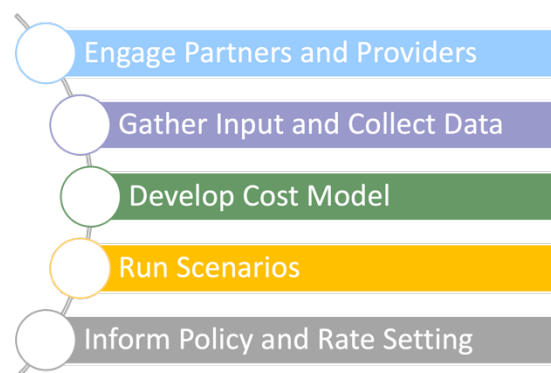 Engage Partners and Providers
Gather Input and Collect Data
Develop Cost Model
Run Scenarios
Inform Policy and Rate Setting